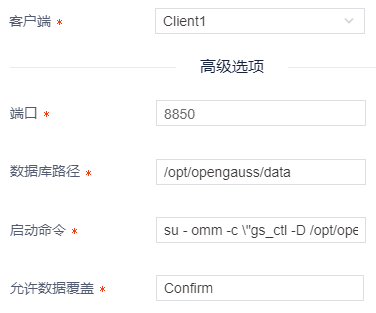 客户端 * Client1
高级选项
端口 * 8850
数据库路径 * /opt/opengauss/data
启动命令 * su - omm -c \"gs_ctl -D /opt/ope
允许数据覆盖 * Confirm